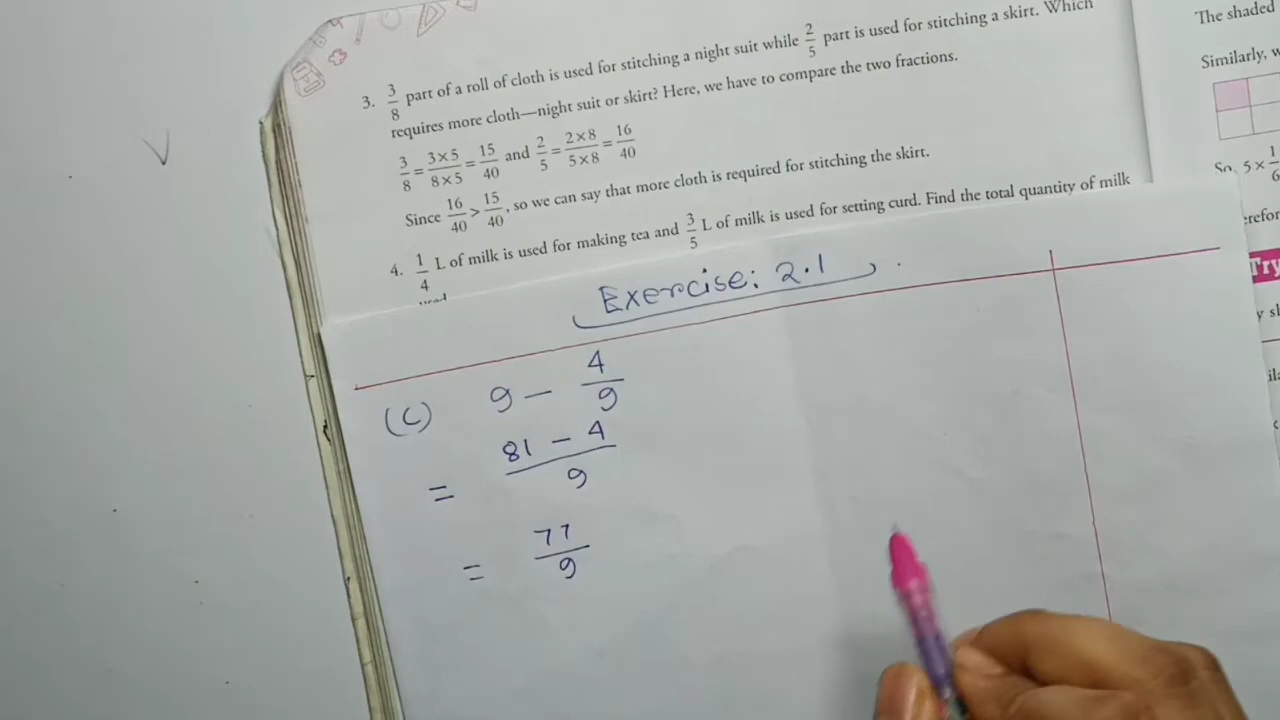 3. 3/8 part of a roll of cloth is used for stitching a night suit while 2/5 part is used for stitching a skirt. Which
requires more cloth—night suit or skirt? Here, we have to compare the two fractions.
3/8 = 3×5/8×5 = 15/40 and 2/5 = 2×8/5×8 = 16/40
Since 16/40 > 15/40, so we can say that more cloth is required for stitching the skirt.
4. 1/4 L of milk is used for making tea and 3/5 L of milk is used for setting curd. Find the total quantity of milk
Exercise: 2.1
(C) 9 - 4/9
= 81 - 4/9
= 77/9
The shaded
Similarly, w
So, 5 × 1/6
Try